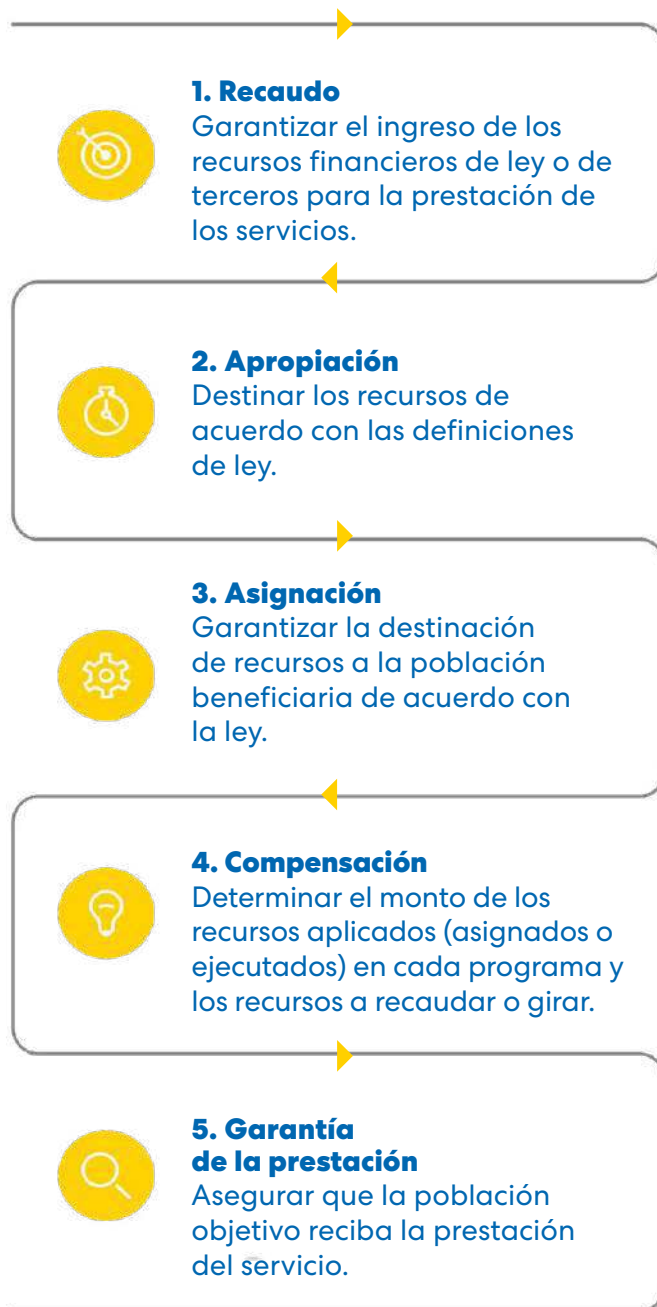 1. Recaudo
Garantizar el ingreso de los
recursos financieros de ley o de
terceros para la prestación de
los servicios.
2. Apropiación
Destinar los recursos de
acuerdo con las definiciones
de ley.
3. Asignación
Garantizar la destinación
de recursos a la población
beneficiaria de acuerdo con
la ley.
4. Compensación
Determinar el monto de los
recursos aplicados (asignados o
ejecutados) en cada programa y
los recursos a recaudar o girar.
5. Garantía
de la prestación
Asegurar que la población
objetivo reciba la prestación
del servicio.